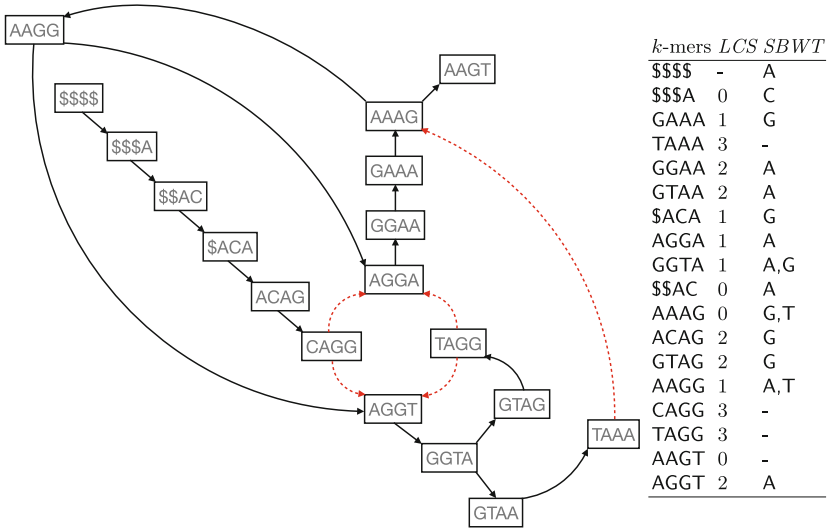 AAGG
AAGT
$$$$
AAAG
$$$A
GAAA
$$AC
GGAA
$ACA
AGGA
ACAG
CAGG
TAGG
AGGT
GTAG
TAAA
GGTA
GTAA
k-mers LCS SBWT
$$$$ - A
$$$A 0 C
GAAA 1 G
TAAA 3 -
GGAA 2 A
GTAA 2 A
$ACA 1 G
AGGA 1 A
GGTA 1 A,G
$$AC 0 A
AAAG 0 G,T
ACAG 2 G
GTAG 2 G
AAGG 1 A,T
CAGG 3 -
TAGG 3 -
AAGT 0 -
AGGT 2 A